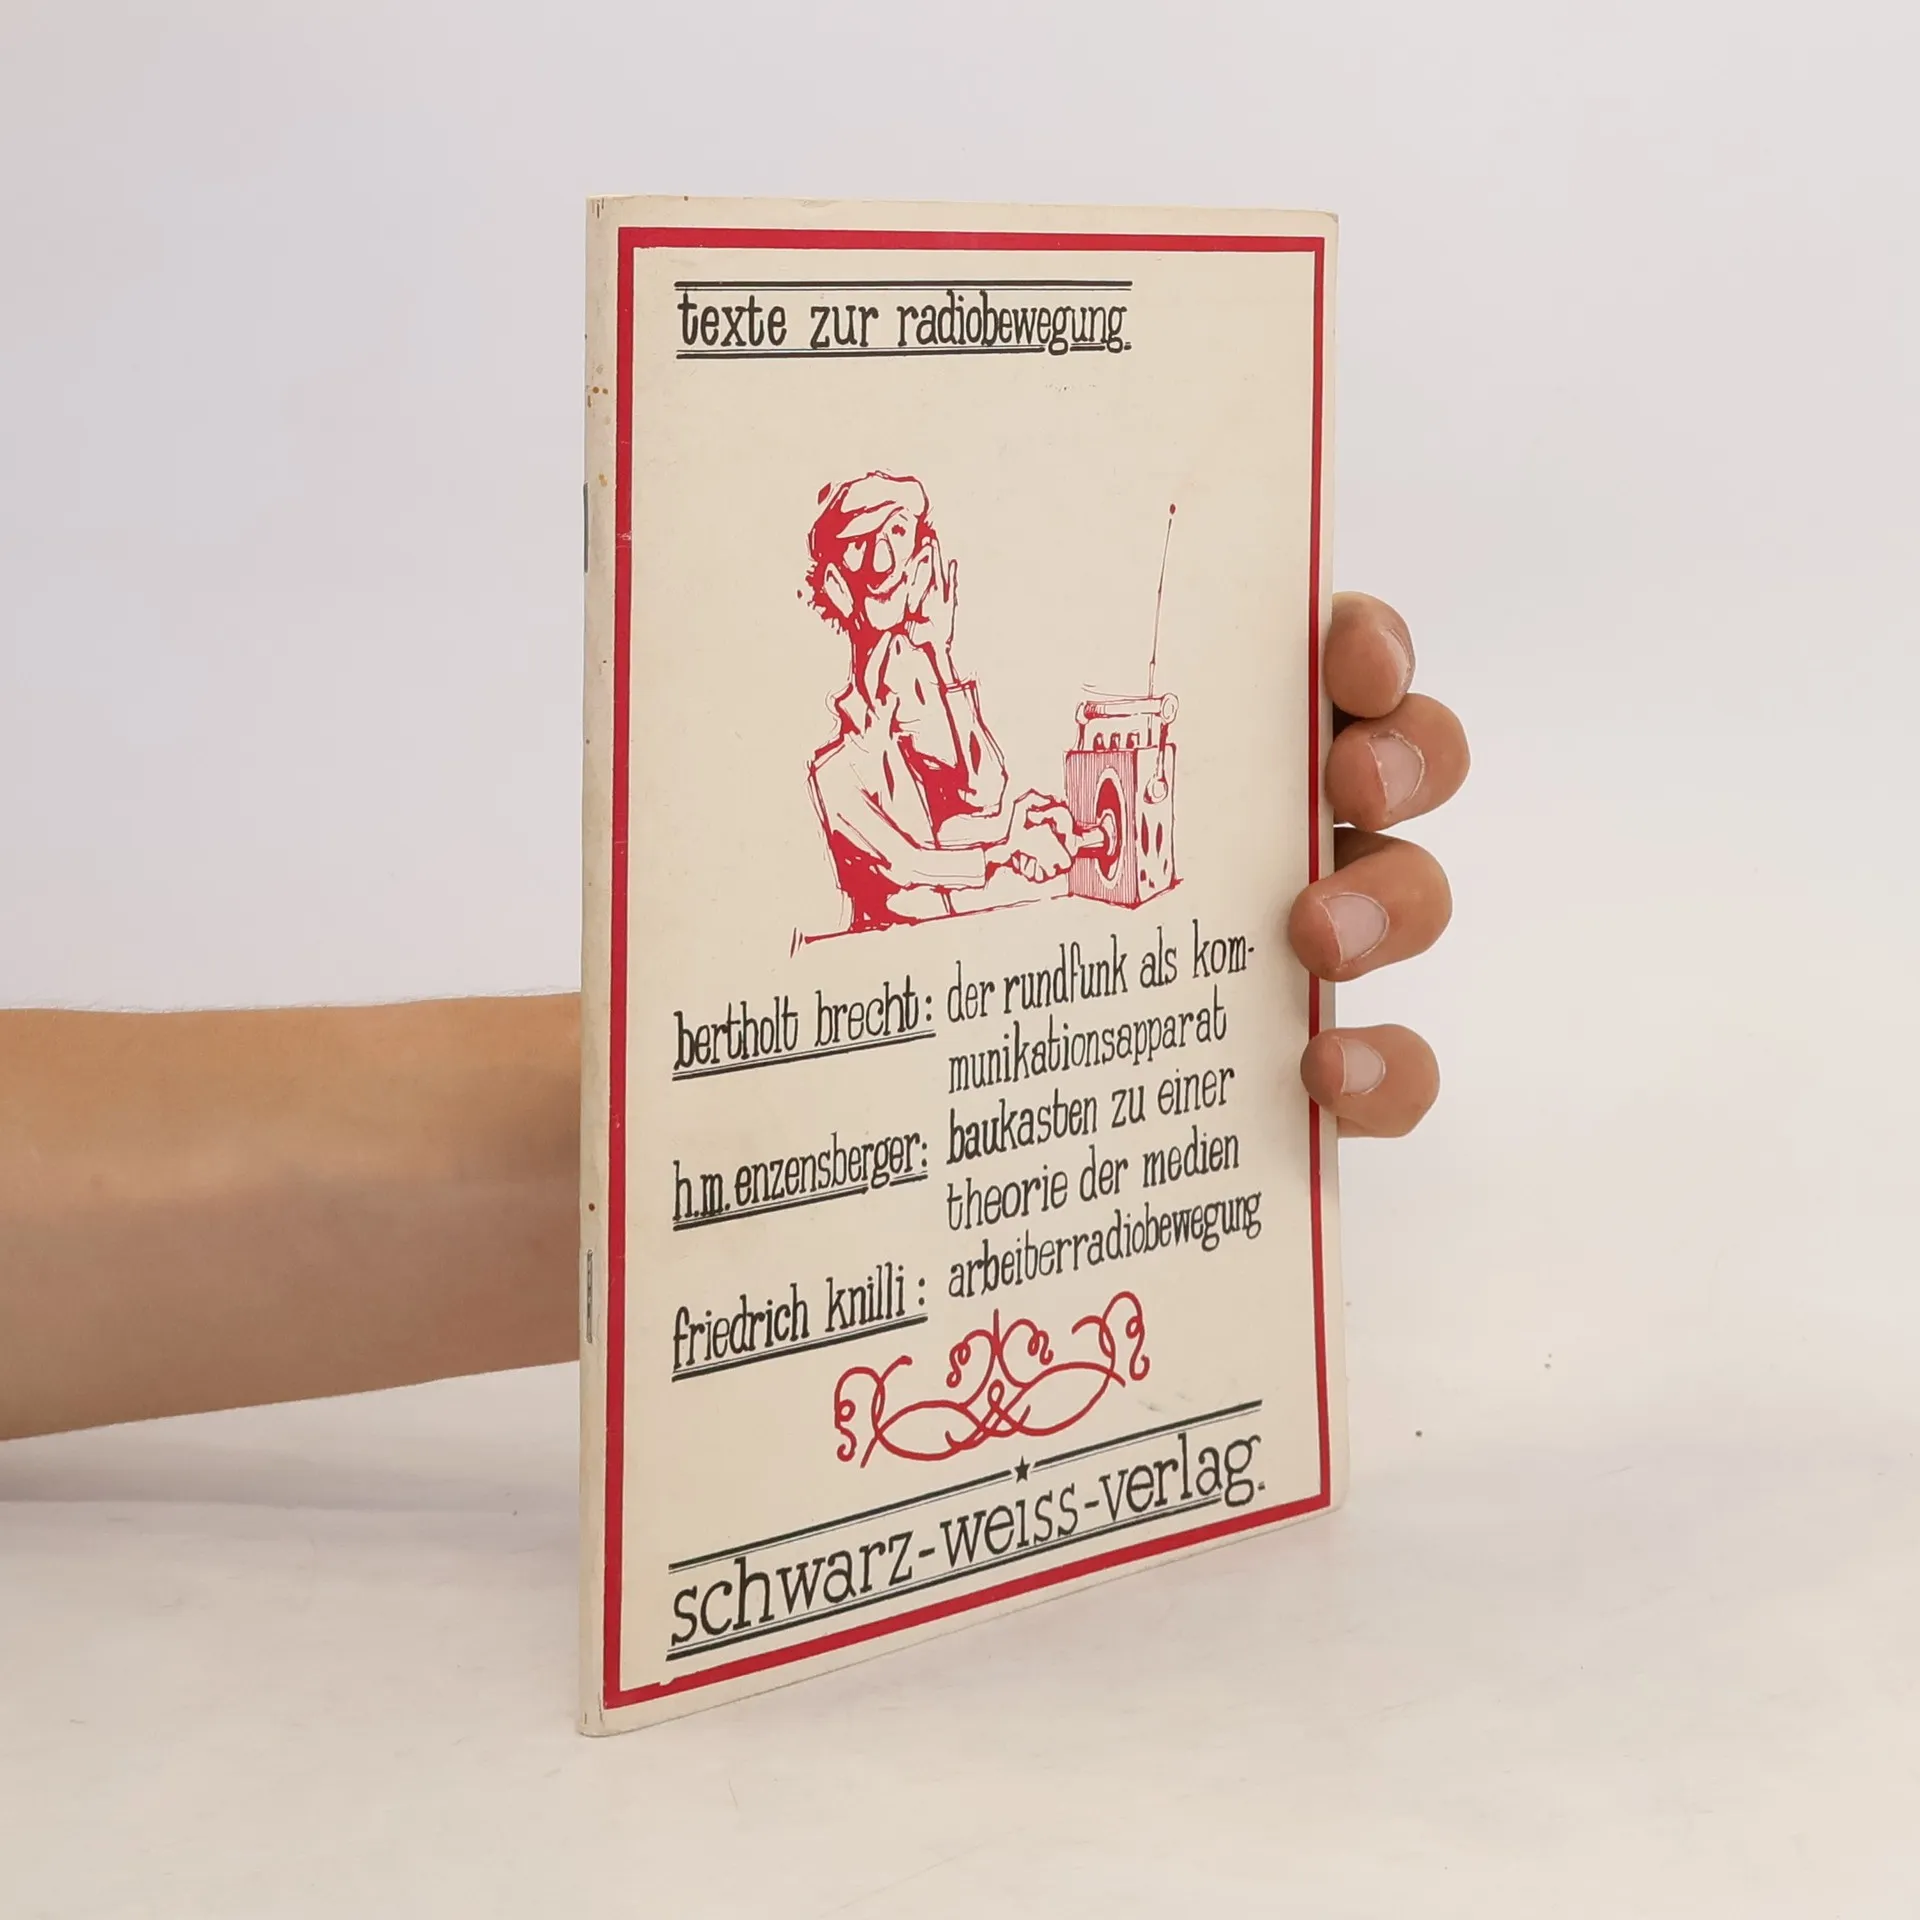 texte zur radiobewegung.
bertholt brecht: der rundfunk als kom-
munikationsapparat
h.m. enzensberger: baukasten zu einer
theorie der medien
friedrich knilli: arbeiterradiobewegung
schwarz-weiss-verlag.